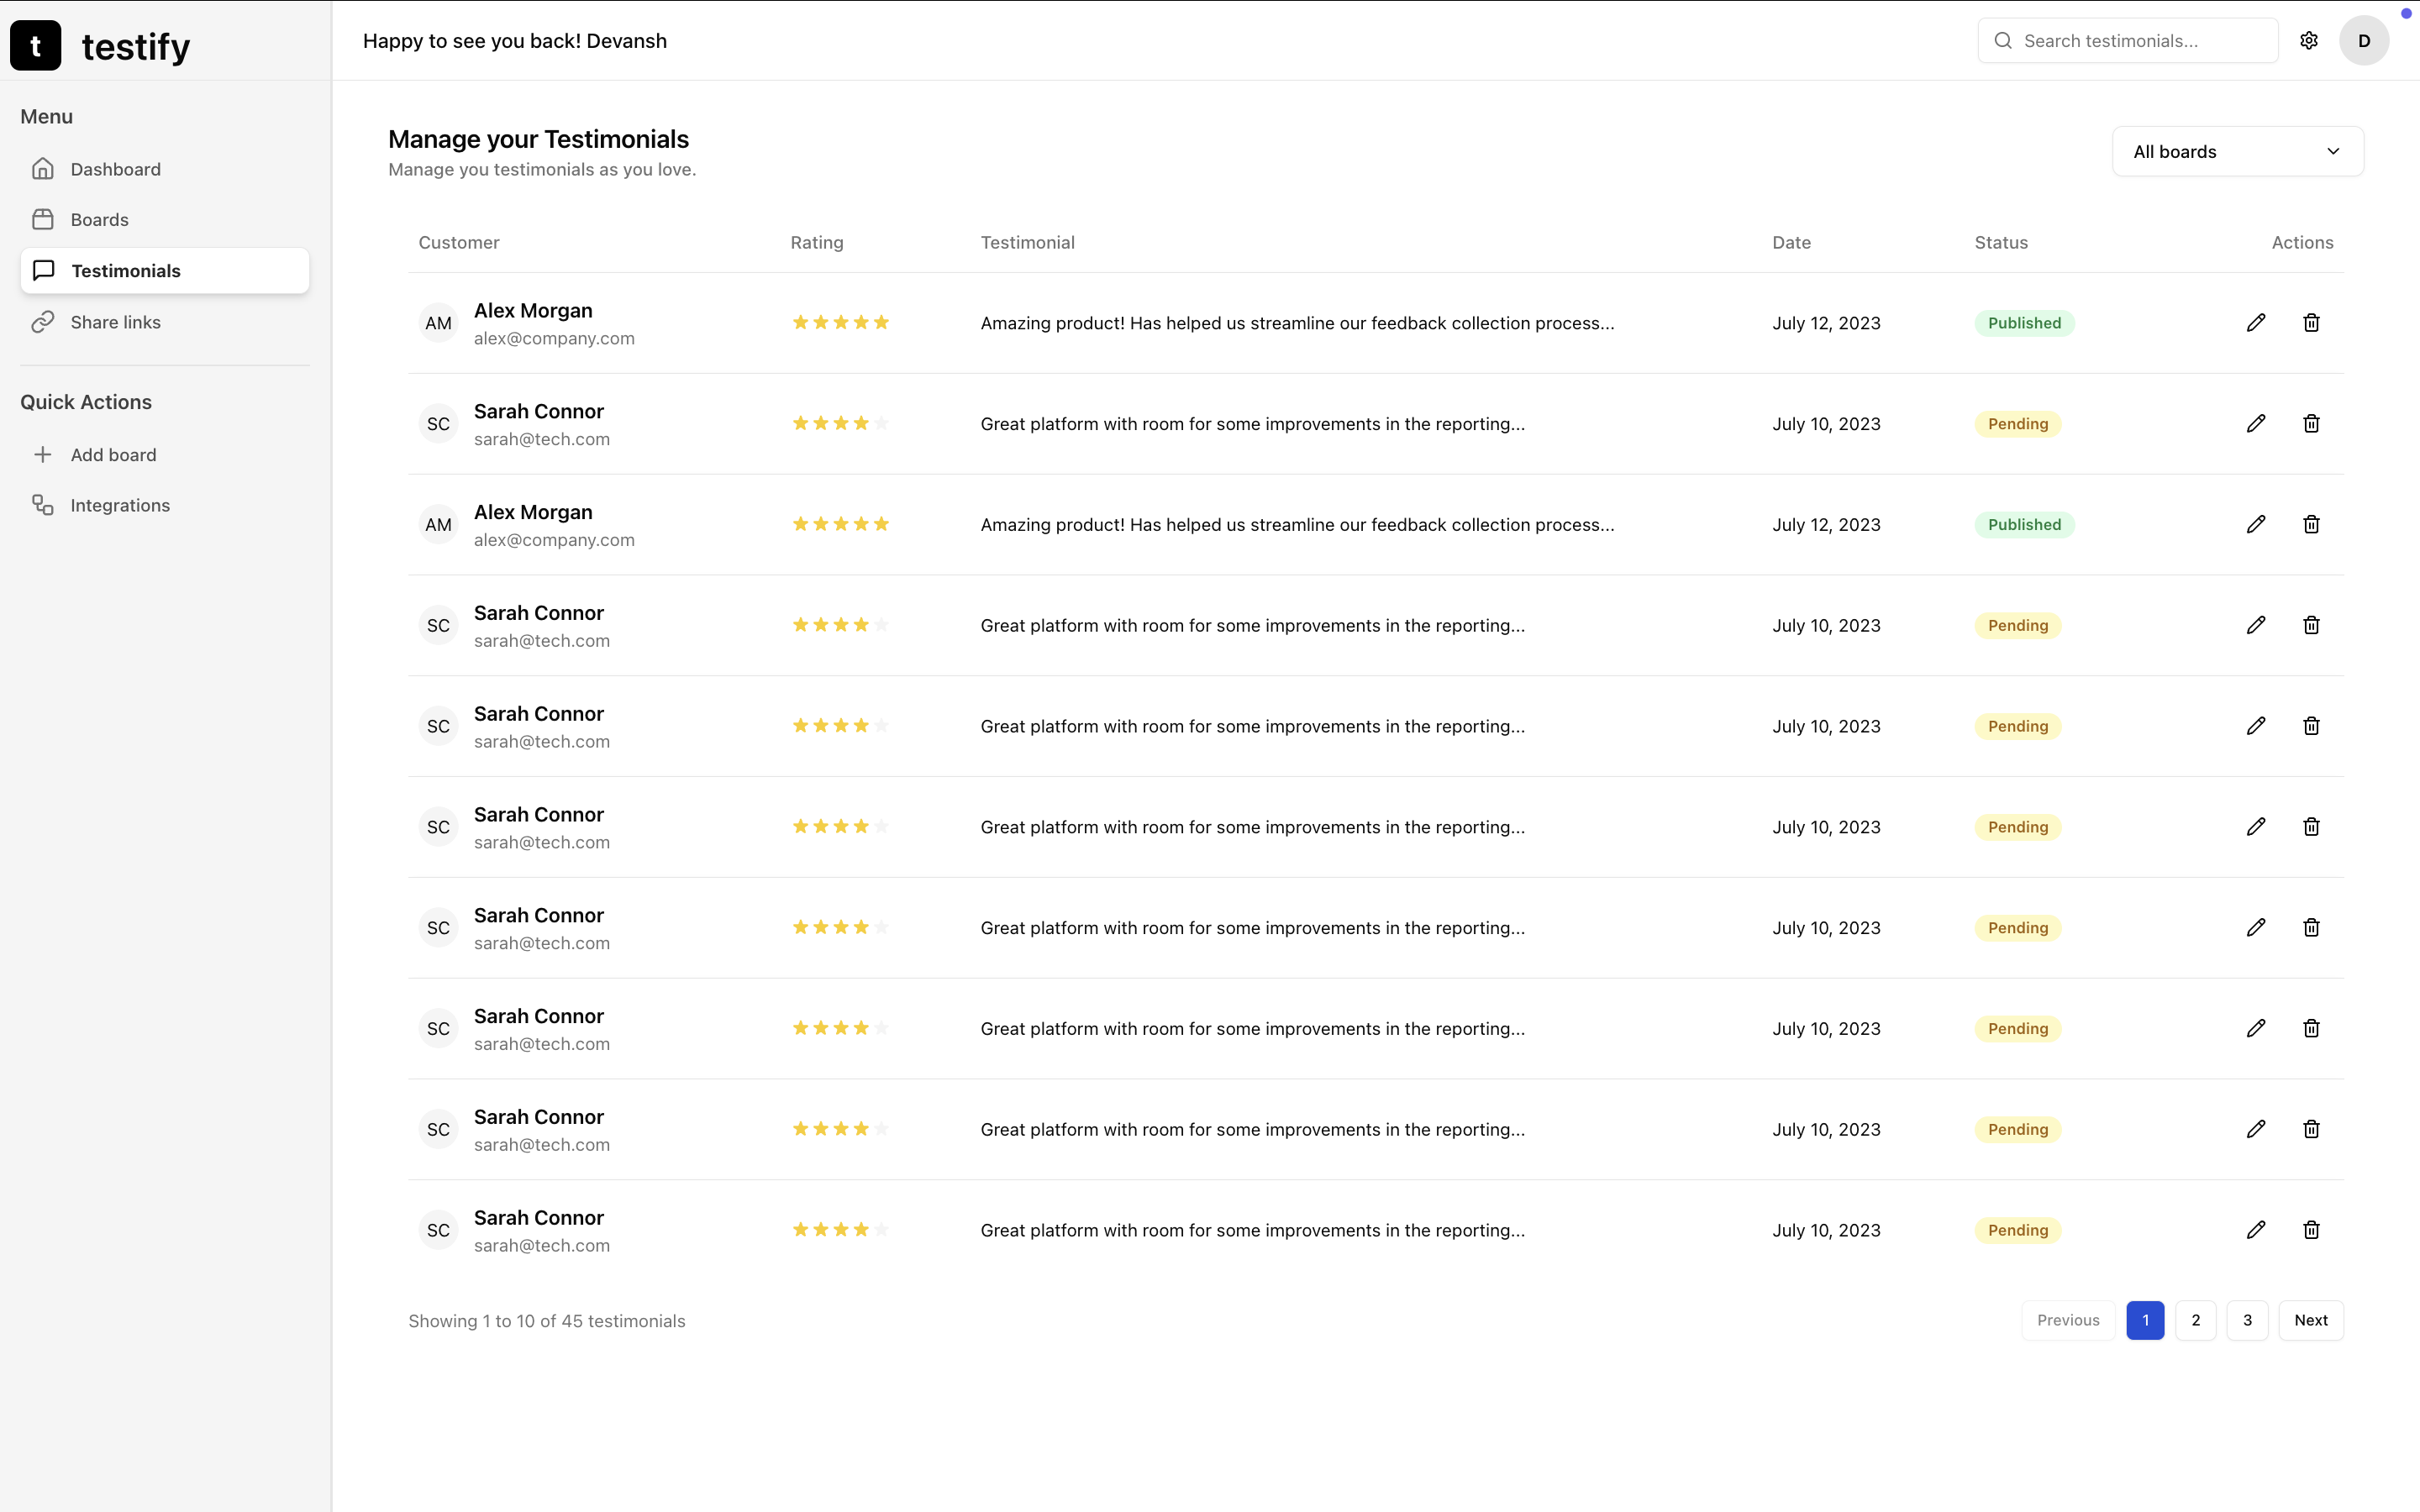 t testify
Happy to see you back! Devansh
Search testimonials...
D
Menu
Dashboard
Boards
Testimonials
Share links
Quick Actions
Add board
Integrations
Manage your Testimonials
Manage you testimonials as you love.
All boards
Customer Rating Testimonial Date Status Actions
AM Alex Morgan
alex@company.com
Amazing product! Has helped us streamline our feedback collection process... July 12, 2023 Published
SC Sarah Connor
sarah@tech.com
Great platform with room for some improvements in the reporting... July 10, 2023 Pending
AM Alex Morgan
alex@company.com
Amazing product! Has helped us streamline our feedback collection process... July 12, 2023 Published
SC Sarah Connor
sarah@tech.com
Great platform with room for some improvements in the reporting... July 10, 2023 Pending
SC Sarah Connor
sarah@tech.com
Great platform with room for some improvements in the reporting... July 10, 2023 Pending
SC Sarah Connor
sarah@tech.com
Great platform with room for some improvements in the reporting... July 10, 2023 Pending
SC Sarah Connor
sarah@tech.com
Great platform with room for some improvements in the reporting... July 10, 2023 Pending
SC Sarah Connor
sarah@tech.com
Great platform with room for some improvements in the reporting... July 10, 2023 Pending
SC Sarah Connor
sarah@tech.com
Great platform with room for some improvements in the reporting... July 10, 2023 Pending
SC Sarah Connor
sarah@tech.com
Great platform with room for some improvements in the reporting... July 10, 2023 Pending
Showing 1 to 10 of 45 testimonials
Previous 1 2 3 Next